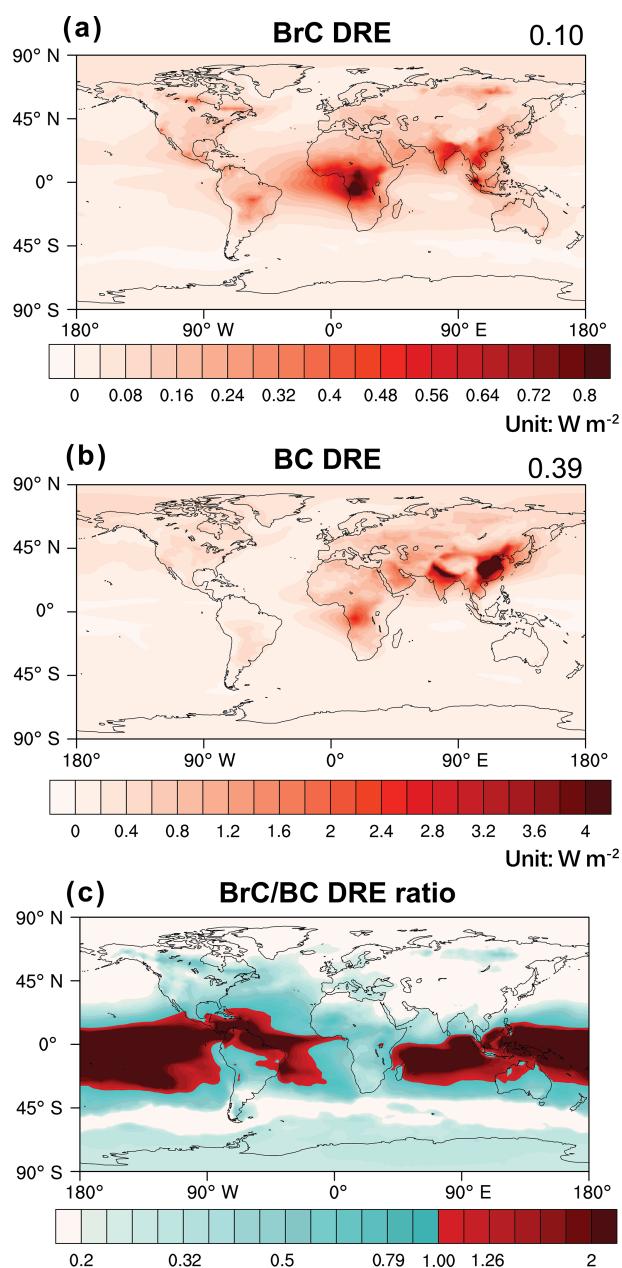 (a) BrC DRE 0.10
90° N
45° N
0°
45° S
90° S
180° 90° W 0° 90° E 180°
0 0.08 0.16 0.24 0.32 0.4 0.48 0.56 0.64 0.72 0.8
Unit: W m⁻²
(b) BC DRE 0.39
90° N
45° N
0°
45° S
90° S
180° 90° W 0° 90° E 180°
0 0.4 0.8 1.2 1.6 2 2.4 2.8 3.2 3.6 4
Unit: W m⁻²
(c) BrC/BC DRE ratio
90° N
45° N
0°
45° S
90° S
180° 90° W 0° 90° E 180°
0.2 0.32 0.5 0.79 1.00 1.26 2